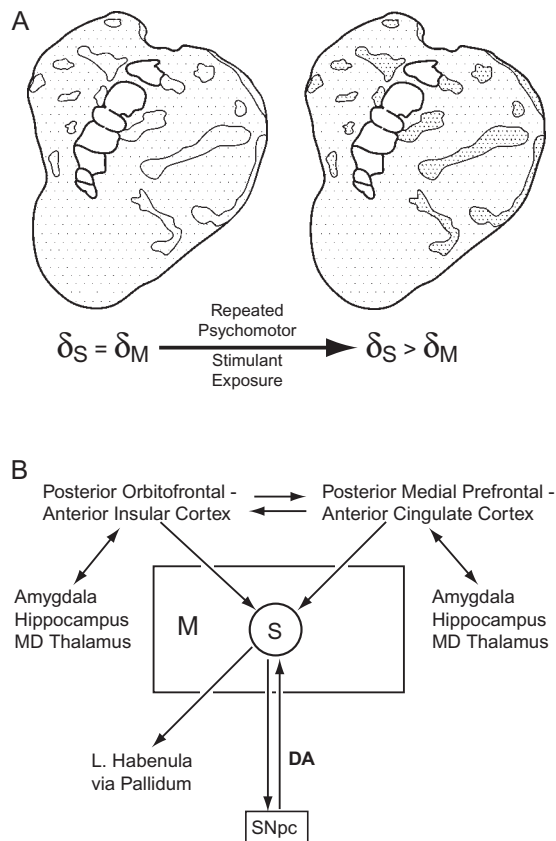 A
δS = δM
Repeated
Psychomotor
Stimulant
Exposure
δS > δM
B
Posterior Orbitofrontal -
Anterior Insular Cortex
Posterior Medial Prefrontal -
Anterior Cingulate Cortex
Amygdala
Hippocampus
MD Thalamus
M
S
Amygdala
Hippocampus
MD Thalamus
L. Habenula
via Pallidum
DA
SNpc